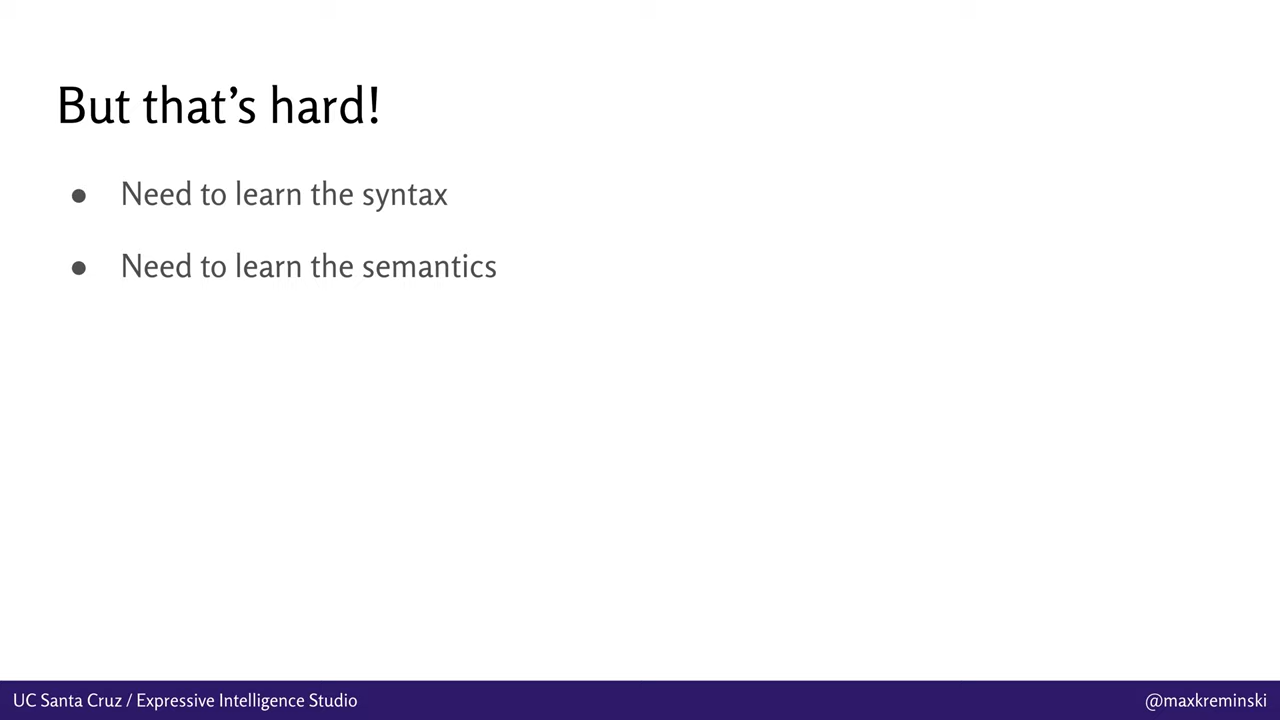 But that’s hard!
● Need to learn the syntax
● Need to learn the semantics
UC Santa Cruz / Expressive Intelligence Studio
@maxkreminski